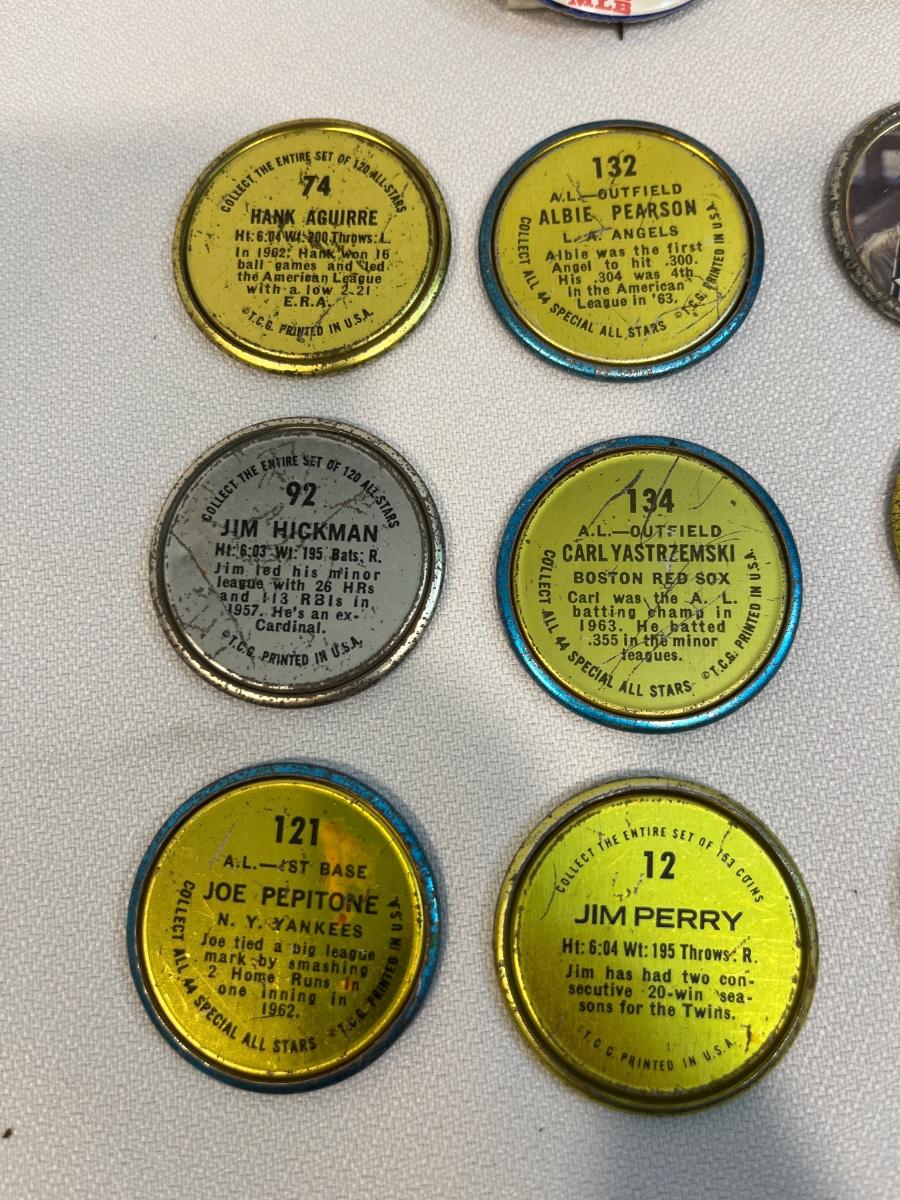 MLB
COLLECT THE ENTIRE SET OF 120 ALL-STARS
74
HANK AGUIRRE
Ht: 6:04 Wt: 200 Throws: L.
In 1962, Hank won 16
ball games and led
the American League
with a low 2.21
E.R.A.
©T.C.G. PRINTED IN U.S.A.
132
A.L.—OUTFIELD
ALBIE PEARSON
L. A. ANGELS
Albie was the first
Angel to hit .300.
His .304 was 4th
in the American
League in '63.
COLLECT ALL 44 SPECIAL ALL STARS
©T.C.G. PRINTED IN U.S.A.
COLLECT THE ENTIRE SET OF 120 ALL-STARS
92
JIM HICKMAN
Ht: 6:03 Wt: 195 Bats: R.
Jim led his minor
league with 26 HRs
and 113 RBIs in
1957. He's an ex-
Cardinal.
©T.C.G. PRINTED IN U.S.A.
134
A.L.—OUTFIELD
CARL YASTRZEMSKI
BOSTON RED SOX
Carl was the A. L.
batting champ in
1963. He batted
.355 in the minor
leagues.
COLLECT ALL 44 SPECIAL ALL STARS
©T.C.G. PRINTED IN U.S.A.
121
A.L.—1ST BASE
JOE PEPITONE
N. Y. YANKEES
Joe tied a big league
mark by smashing
2 Home Runs in
one inning in
1962.
COLLECT ALL 44 SPECIAL ALL STARS
©T.C.G. PRINTED IN U.S.A.
COLLECT THE ENTIRE SET OF 153 COINS
12
JIM PERRY
Ht: 6:04 Wt: 195 Throws: R.
Jim has had two con-
secutive 20-win sea-
sons for the Twins.
©T.C.G. PRINTED IN U.S.A.